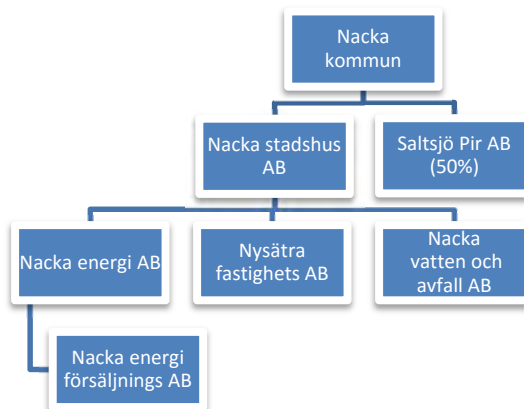 Nacka
kommun
Nacka stadshus
AB
Saltsjö Pir AB
(50%)
Nacka energi AB
Nysätra
fastighets AB
Nacka
vatten och
avfall AB
Nacka energi
försäljnings AB